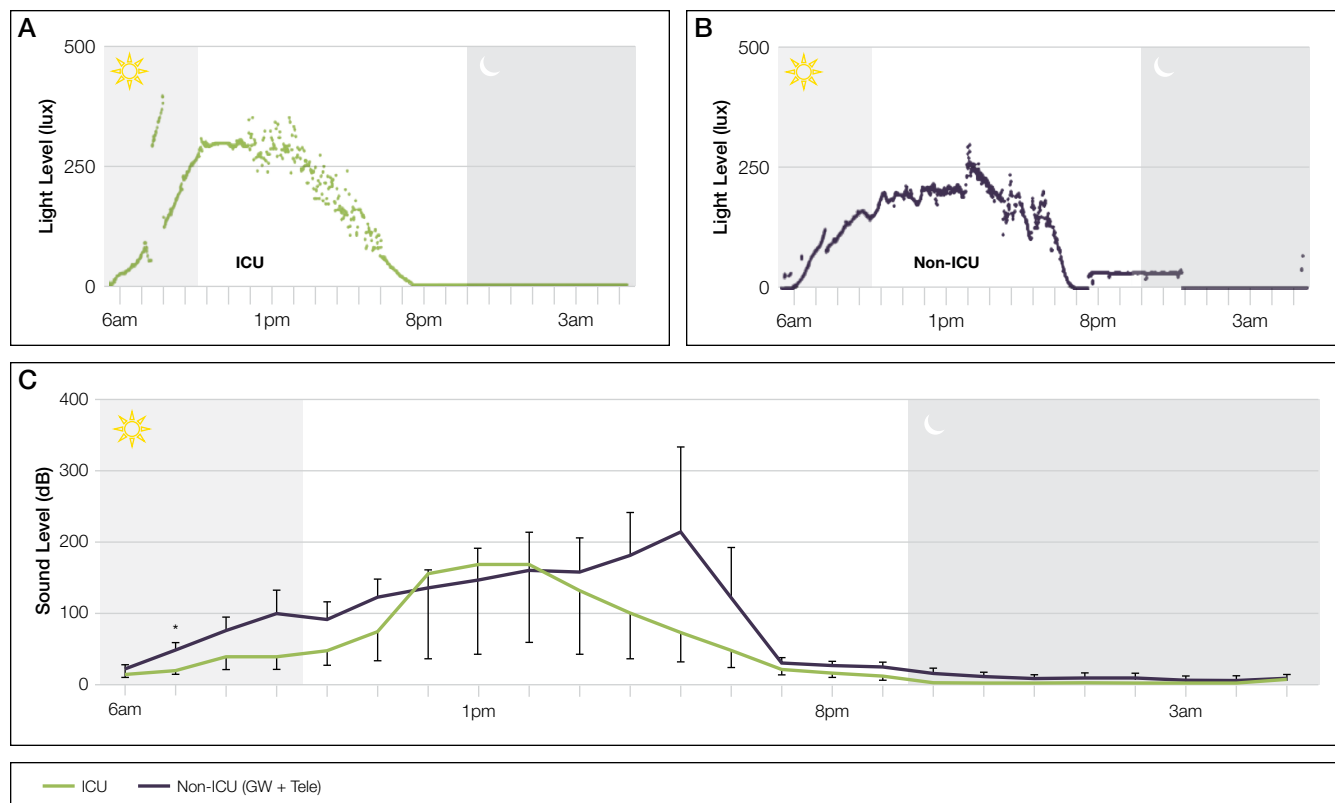 A
500
250
0
Light Level (lux)
ICU
6am 1pm 8pm 3am
B
500
250
0
Light Level (lux)
Non-ICU
6am 1pm 8pm 3am
C
400
300
200
100
0
Sound Level (dB)
*
6am 1pm 8pm 3am
ICU Non-ICU (GW + Tele)